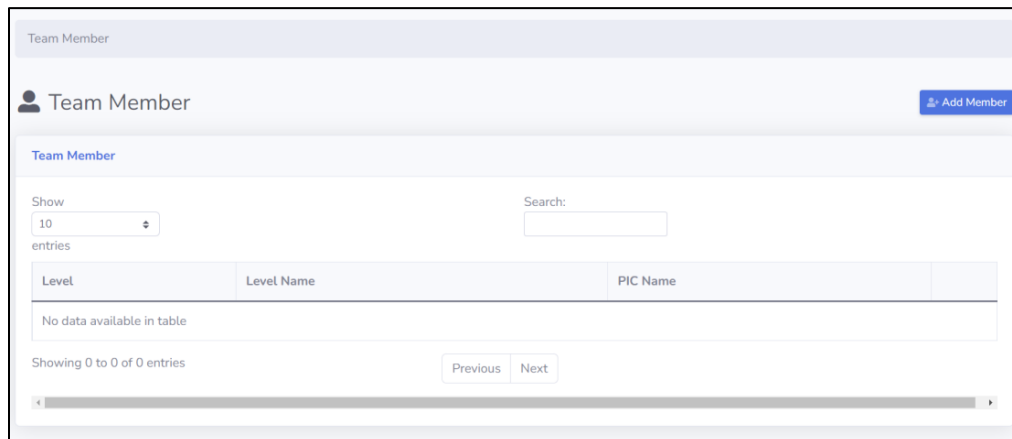 Team Member
Team Member
Add Member
Team Member
Show
10
entries
Search:
Level Level Name PIC Name
No data available in table
Showing 0 to 0 of 0 entries
Previous Next